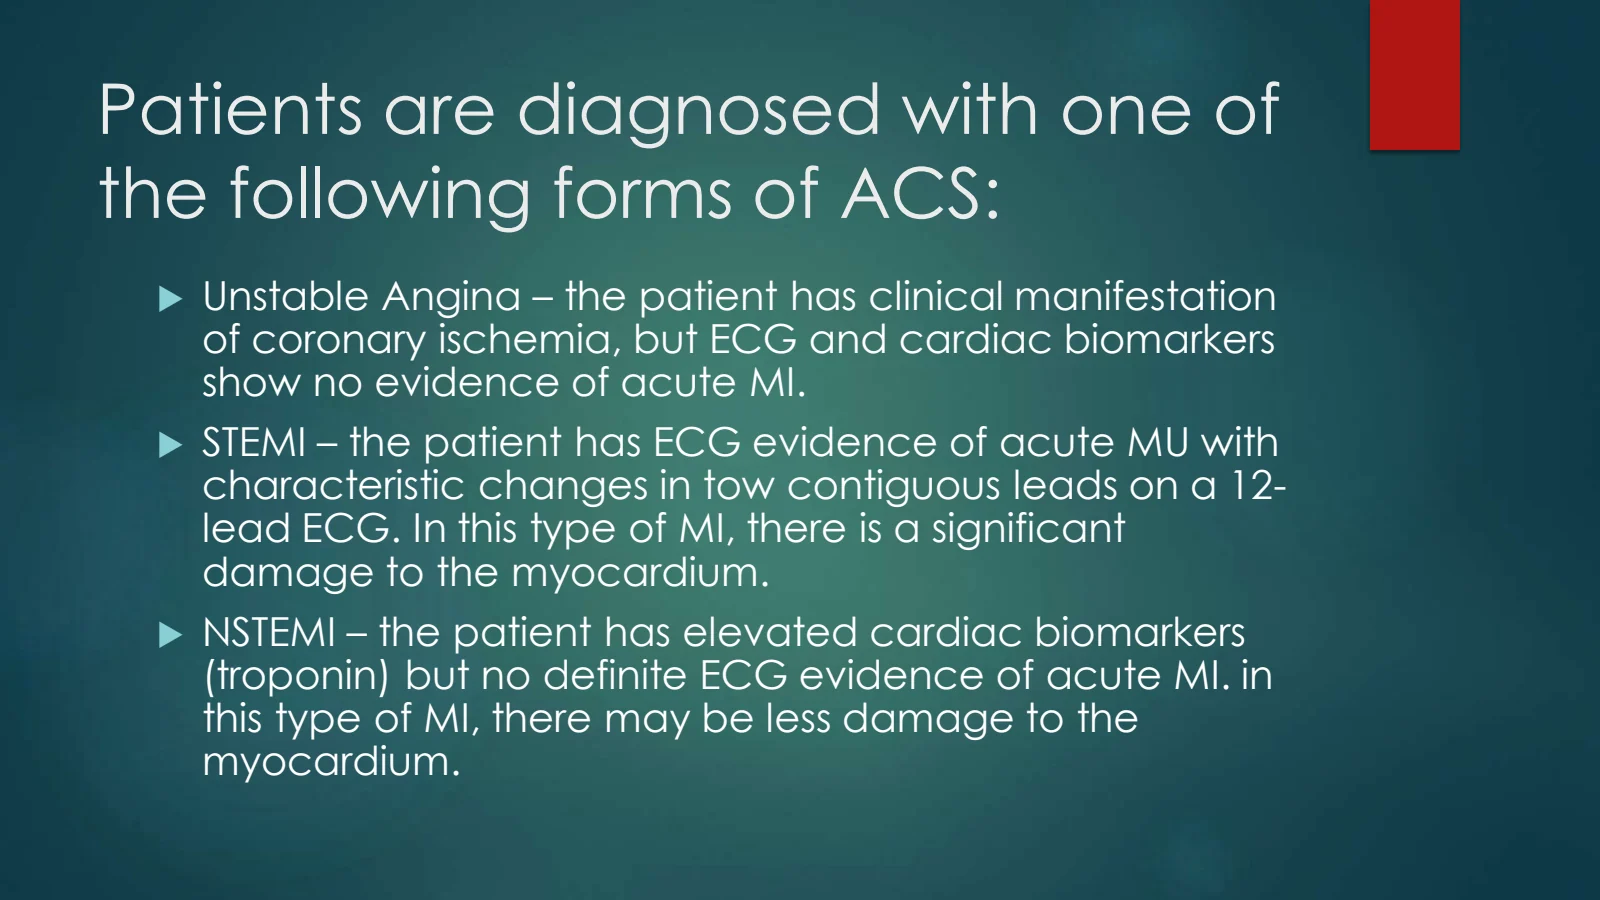 Patients are diagnosed with one of
the following forms of ACS:
Unstable Angina – the patient has clinical manifestation
of coronary ischemia, but ECG and cardiac biomarkers
show no evidence of acute MI.
STEMI – the patient has ECG evidence of acute MU with
characteristic changes in tow contiguous leads on a 12-
lead ECG. In this type of MI, there is a significant
damage to the myocardium.
NSTEMI – the patient has elevated cardiac biomarkers
(troponin) but no definite ECG evidence of acute MI. in
this type of MI, there may be less damage to the
myocardium.